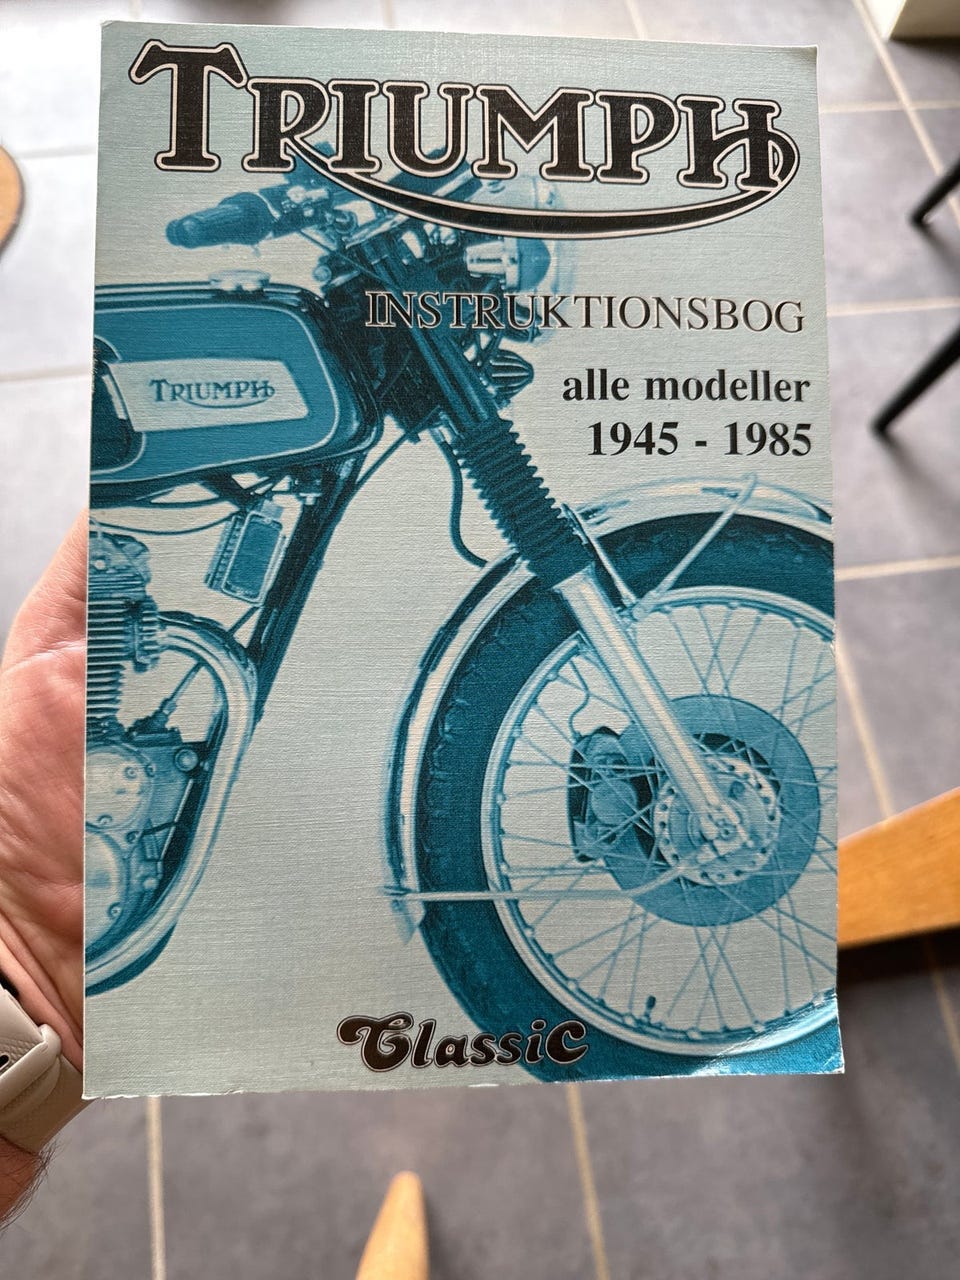 TRIUMPH
INSTRUKTIONSBOG
alle modeller
1945 - 1985
TRIUMPH
Classic